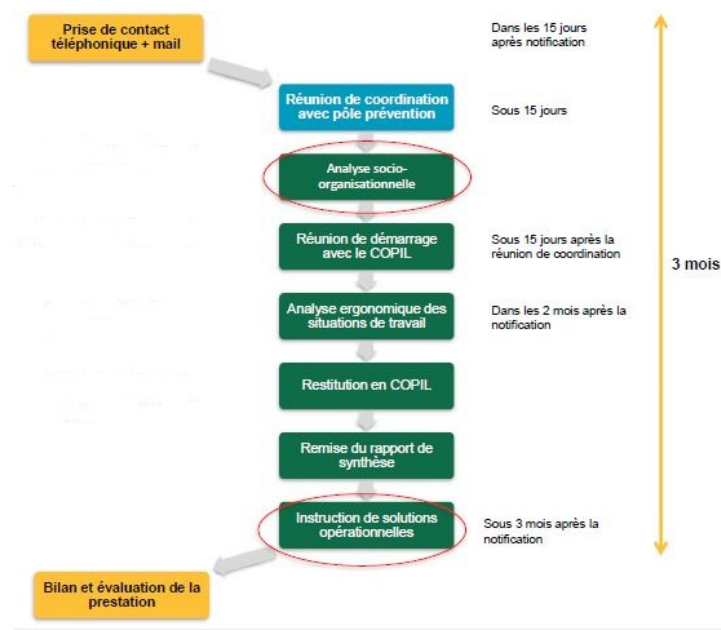 Prise de contact
téléphonique + mail
Dans les 15 jours
après notification
Réunion de coordination
avec pôle prévention
Sous 15 jours
Analyse socio-
organisationnelle
Réunion de démarrage
avec le COPIL
Sous 15 jours après la
réunion de coordination
3 mois
Analyse ergonomique des
situations de travail
Dans les 2 mois après la
notification
Restitution en COPIL
Remise du rapport de
synthèse
Instruction de solutions
opérationnelles
Sous 3 mois après la
notification
Bilan et évaluation de la
prestation